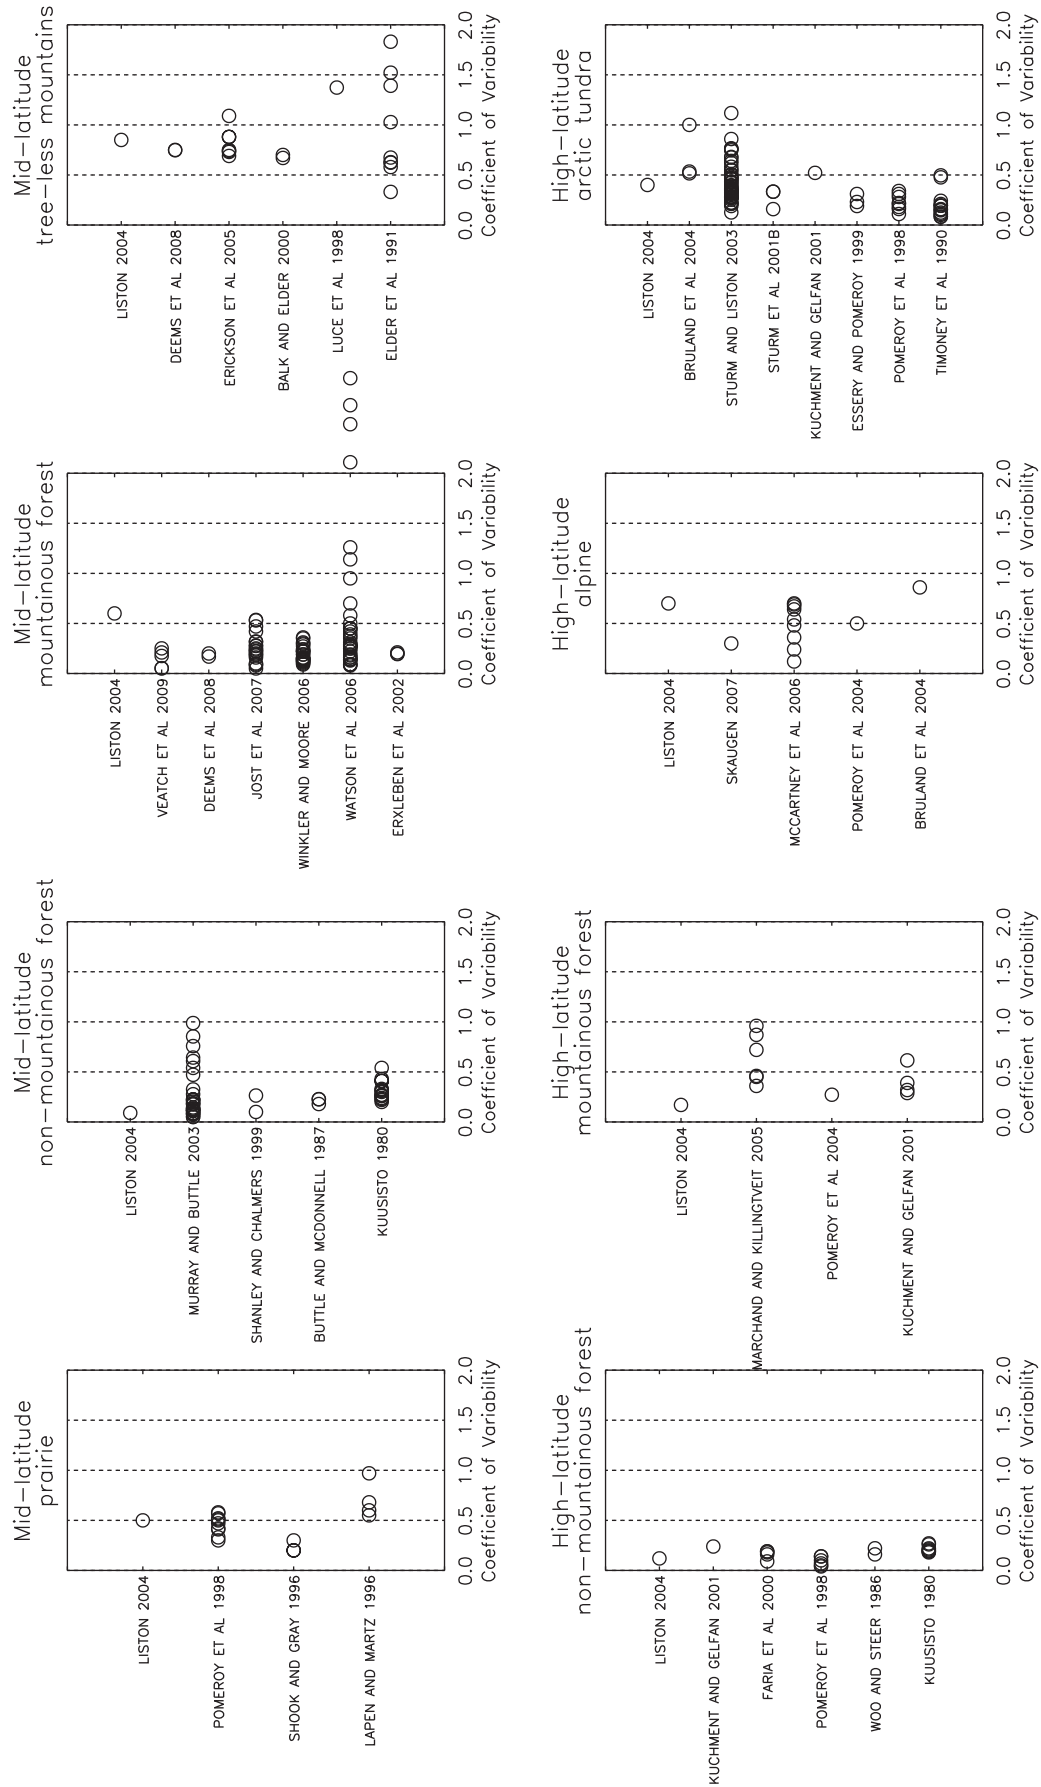 Mid-latitude
prairie
LISTON 2004
POMEROY ET AL 1998
SHOOK AND GRAY 1996
LAPEN AND MARTZ 1996
0.0 0.5 1.0 1.5 2.0
Coefficient of Variability
Mid-latitude
non-mountainous forest
LISTON 2004
MURRAY AND BUTTLE 2003
SHANLEY AND CHALMERS 1999
BUTTLE AND MCDONNELL 1987
KUUSISTO 1980
0.0 0.5 1.0 1.5 2.0
Coefficient of Variability
Mid-latitude
mountainous forest
LISTON 2004
VEATCH ET AL 2009
DEEMS ET AL 2008
JOST ET AL 2007
WINKLER AND MOORE 2006
WATSON ET AL 2006
ERXLEBEN ET AL 2002
0.0 0.5 1.0 1.5 2.0
Coefficient of Variability
Mid-latitude
tree-less mountains
LISTON 2004
DEEMS ET AL 2008
ERICKSON ET AL 2005
BALK AND ELDER 2000
LUCE ET AL 1998
ELDER ET AL 1991
0.0 0.5 1.0 1.5 2.0
Coefficient of Variability
High-latitude
non-mountainous forest
LISTON 2004
KUCHMENT AND GELFAN 2001
FARIA ET AL 2000
POMEROY ET AL 1998
WOO AND STEER 1986
KUUSISTO 1980
0.0 0.5 1.0 1.5 2.0
Coefficient of Variability
High-latitude
mountainous forest
LISTON 2004
MARCHAND AND KILLINGTVEIT 2005
POMEROY ET AL 2004
KUCHMENT AND GELFAN 2001
0.0 0.5 1.0 1.5 2.0
Coefficient of Variability
High-latitude
alpine
LISTON 2004
SKAUGEN 2007
MCCARTNEY ET AL 2006
POMEROY ET AL 2004
BRULAND ET AL 2004
0.0 0.5 1.0 1.5 2.0
Coefficient of Variability
High-latitude
arctic tundra
LISTON 2004
BRULAND ET AL 2004
STURM AND LISTON 2003
STURM ET AL 2001B
KUCHMENT AND GELFAN 2001
ESSERY AND POMEROY 1999
POMEROY ET AL 1998
TIMONEY ET AL 1990
0.0 0.5 1.0 1.5 2.0
Coefficient of Variability